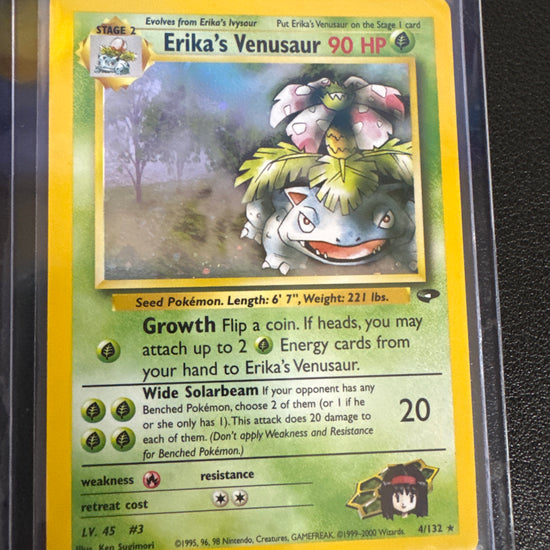 Evolves from Erika's Ivysaur Put Erika's Venusaur on the Stage 1 card
STAGE 2
Erika's Venusaur 90 HP
Seed Pokémon. Length: 6' 7", Weight: 221 lbs.
Growth Flip a coin. If heads, you may
attach up to 2 Energy cards from
your hand to Erika's Venusaur.
Wide Solarbeam If your opponent has any
Benched Pokémon, choose 2 of them (or 1 if he
or she only has 1). This attack does 20 damage to
each of them. (Don't apply Weakness and Resistance
for Benched Pokémon.)
20
weakness resistance
retreat cost
LV. 45 #3
Illus. Ken Sugimori
©1995, 96, 98 Nintendo, Creatures, GAMEFREAK. ©1999-2000 Wizards.
4/132 ★